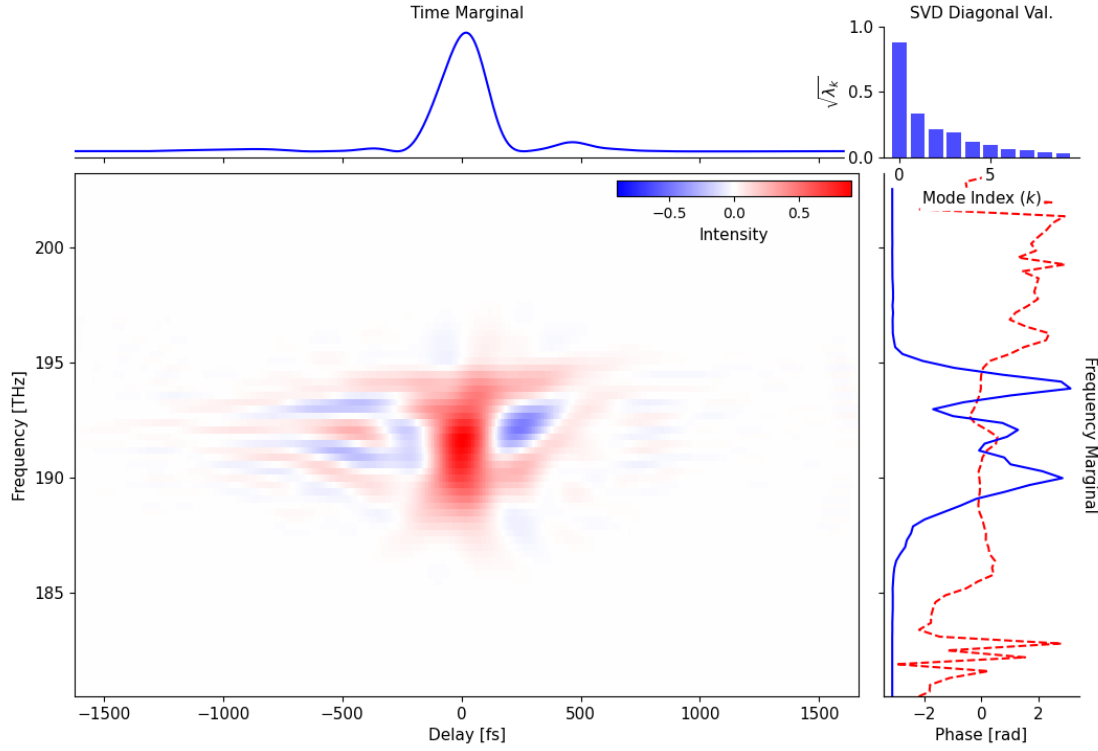 Time Marginal
SVD Diagonal Val.
√λk
1.0
0.5
0.0
0 5
Mode Index (k)
−0.5 0.0 0.5
Intensity
Frequency [THz]
200
195
190
185
−1500 −1000 −500 0 500 1000 1500
Delay [fs]
Frequency Marginal
−2 0 2
Phase [rad]